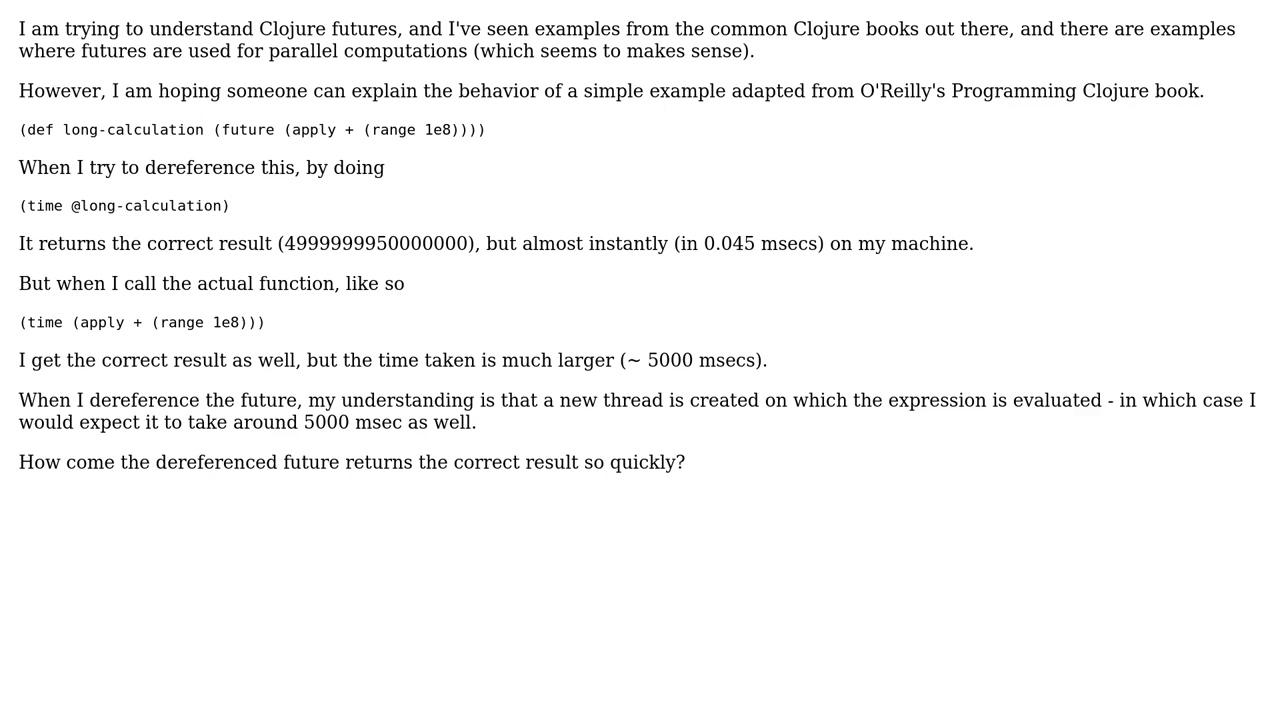 I am trying to understand Clojure futures, and I've seen examples from the common Clojure books out there, and there are examples
where futures are used for parallel computations (which seems to makes sense).
However, I am hoping someone can explain the behavior of a simple example adapted from O'Reilly's Programming Clojure book.
(def long-calculation (future (apply + (range 1e8))))
When I try to dereference this, by doing
(time @long-calculation)
It returns the correct result (4999999950000000), but almost instantly (in 0.045 msecs) on my machine.
But when I call the actual function, like so
(time (apply + (range 1e8)))
I get the correct result as well, but the time taken is much larger (~ 5000 msecs).
When I dereference the future, my understanding is that a new thread is created on which the expression is evaluated - in which case I
would expect it to take around 5000 msec as well.
How come the dereferenced future returns the correct result so quickly?